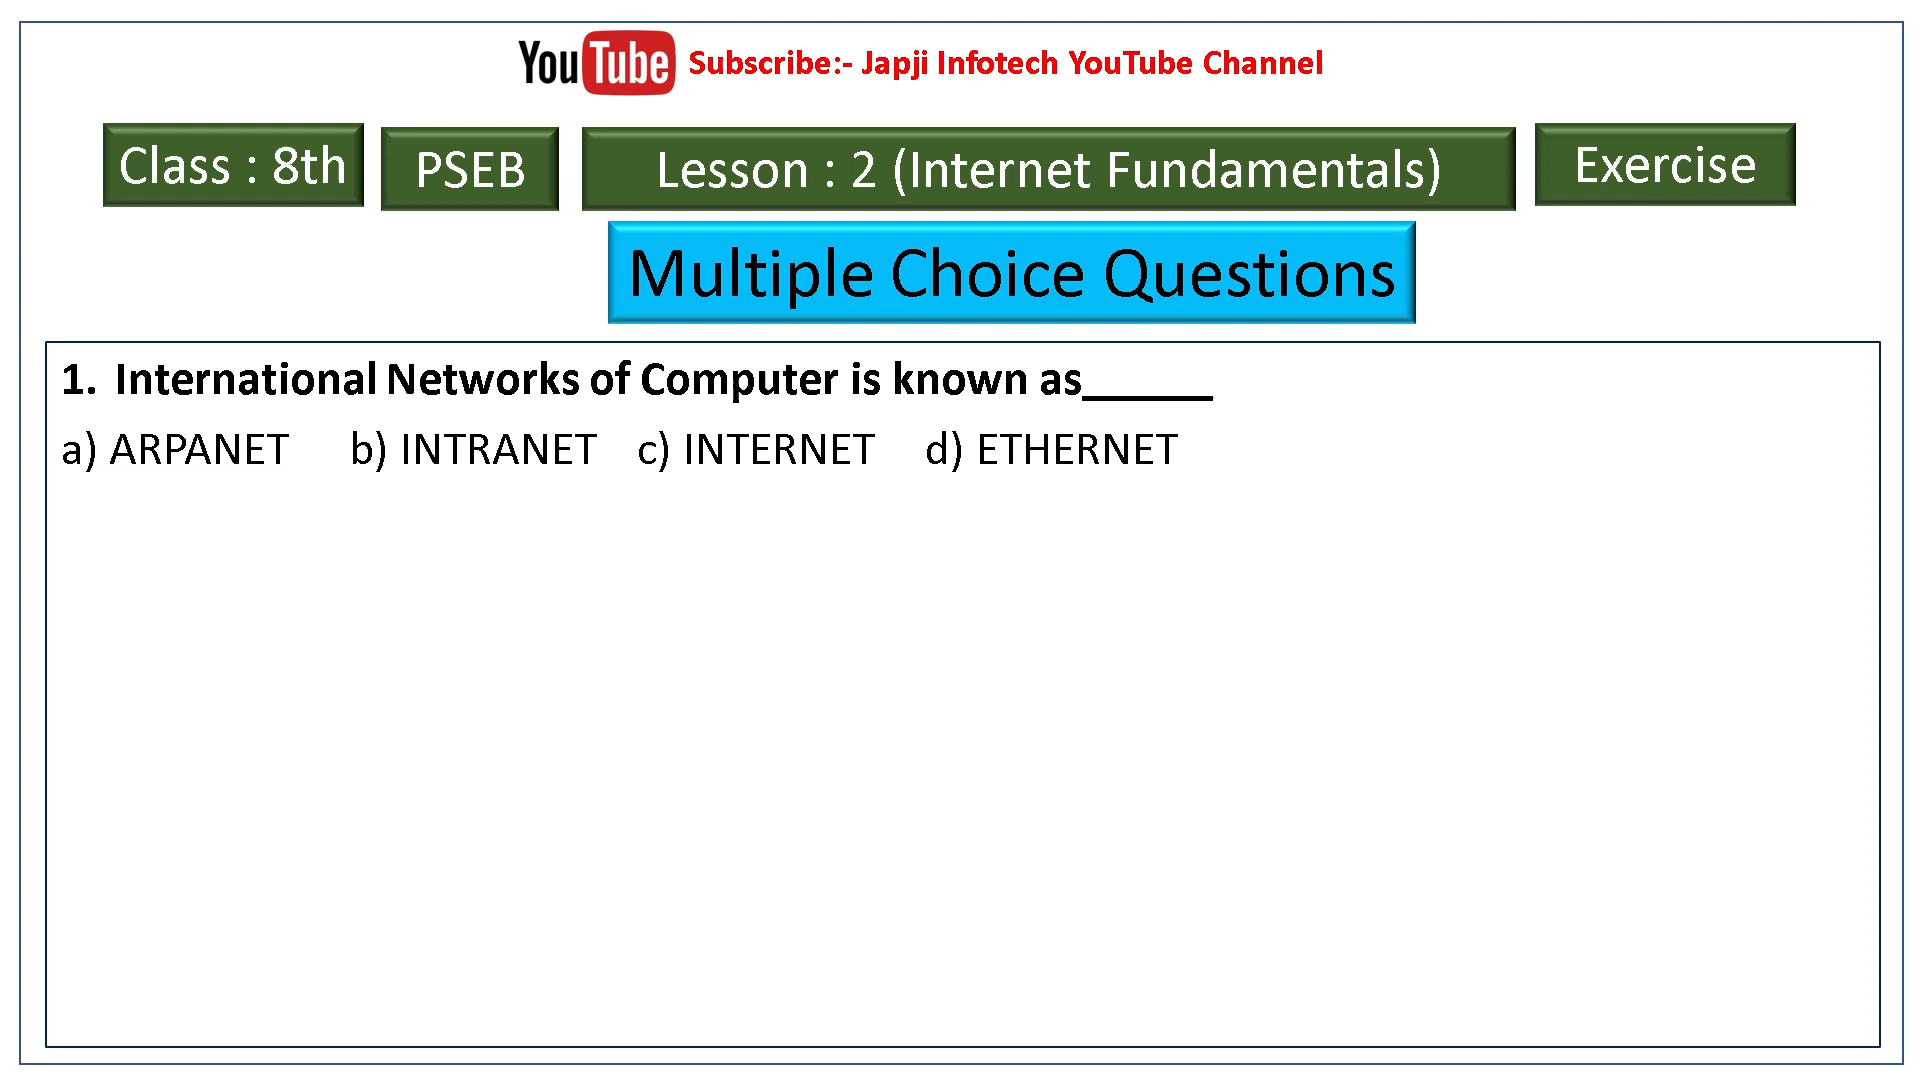 YouTube Subscribe:- Japji Infotech YouTube Channel
Class : 8th PSEB Lesson : 2 (Internet Fundamentals) Exercise
Multiple Choice Questions
1. International Networks of Computer is known as______
a) ARPANET b) INTRANET c) INTERNET d) ETHERNET